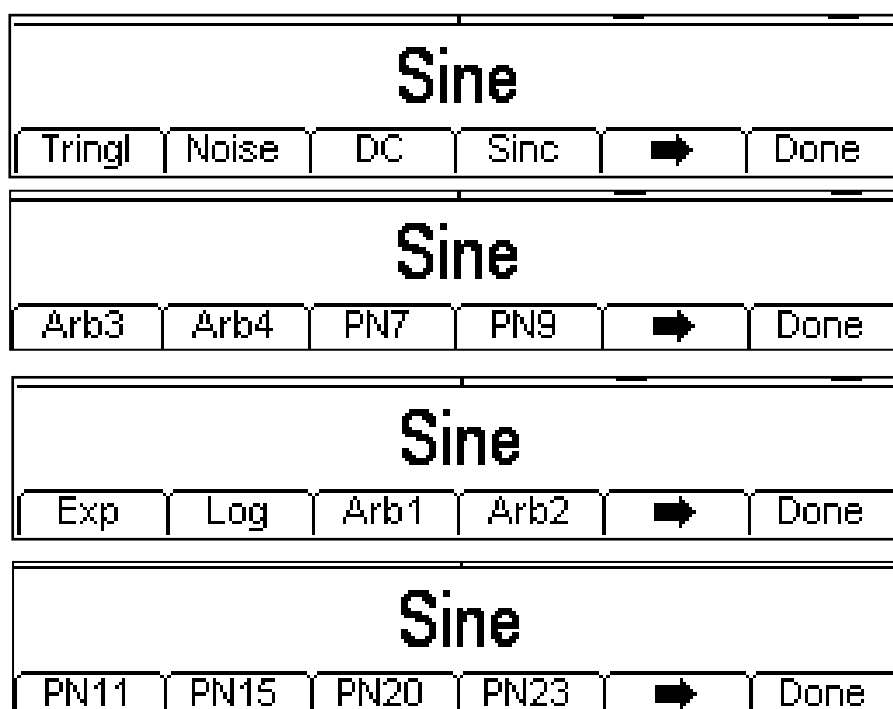 Sine
Tringl Noise DC Sinc ➡ Done
Sine
Arb3 Arb4 PN7 PN9 ➡ Done
Sine
Exp Log Arb1 Arb2 ➡ Done
Sine
PN11 PN15 PN20 PN23 ➡ Done